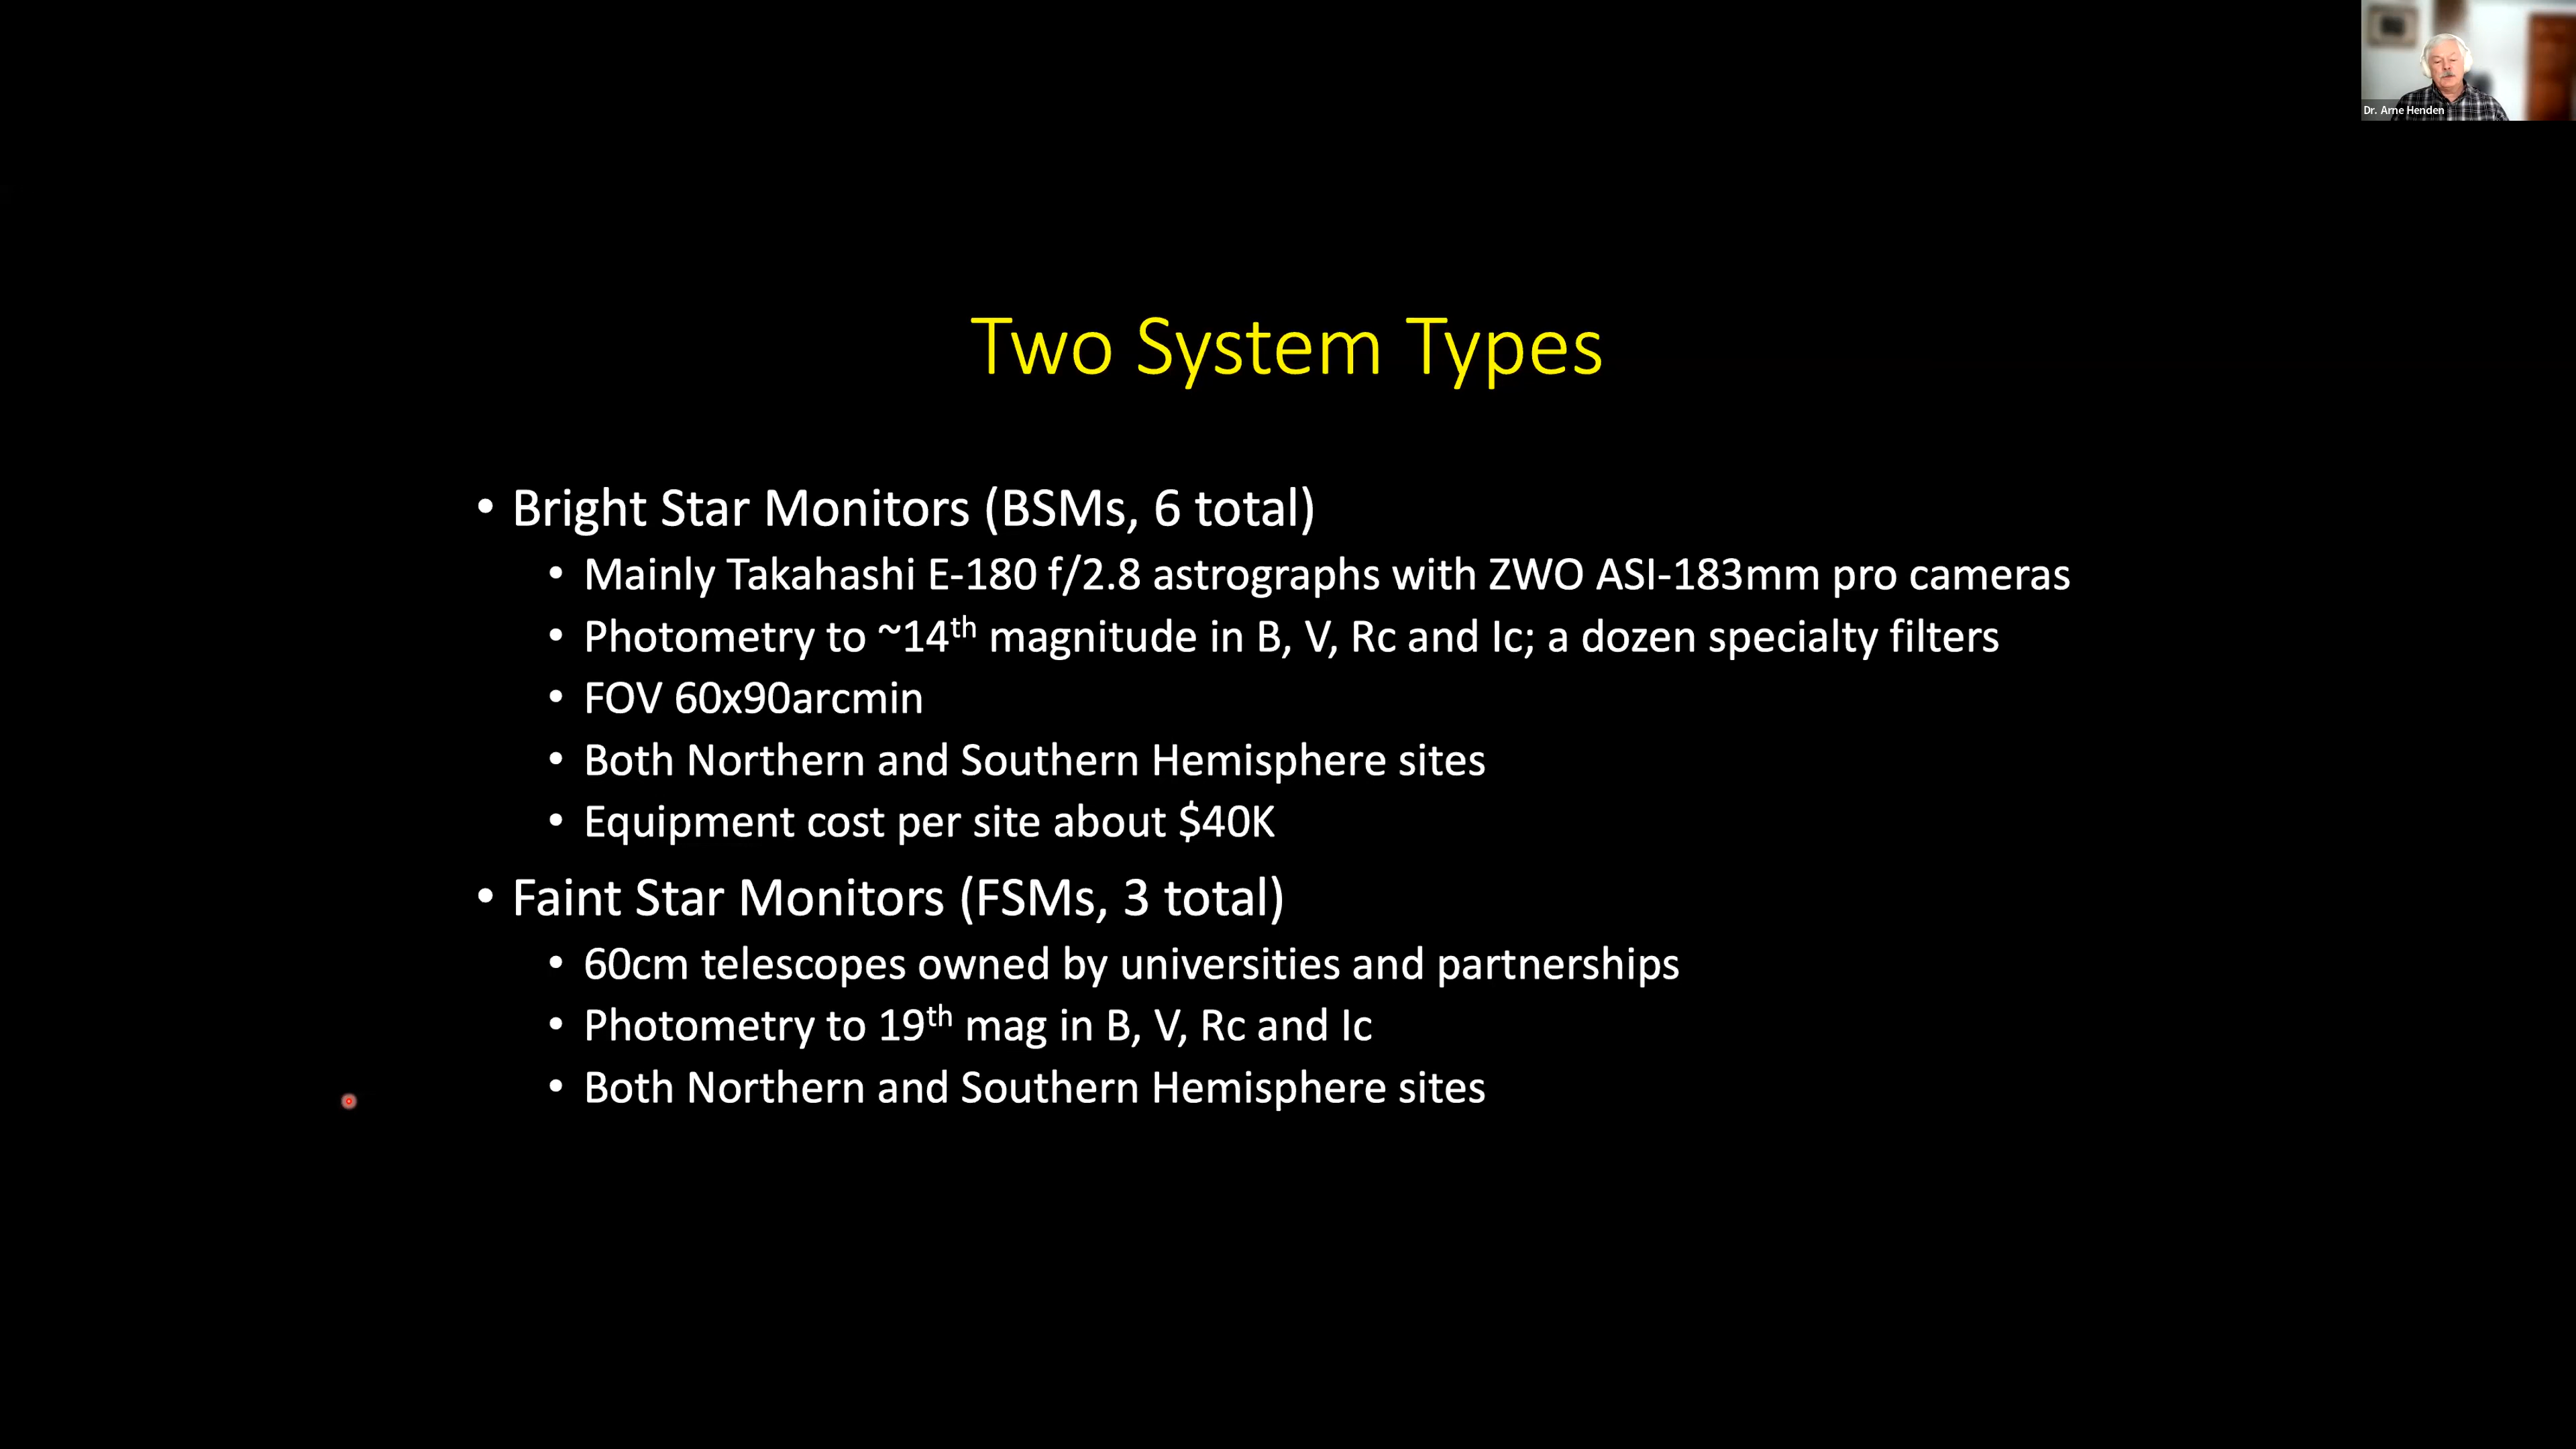 Dr. Arne Henden
Two System Types
• Bright Star Monitors (BSMs, 6 total)
• Mainly Takahashi E-180 f/2.8 astrographs with ZWO ASI-183mm pro cameras
• Photometry to ~14th magnitude in B, V, Rc and Ic; a dozen specialty filters
• FOV 60x90arcmin
• Both Northern and Southern Hemisphere sites
• Equipment cost per site about $40K
• Faint Star Monitors (FSMs, 3 total)
• 60cm telescopes owned by universities and partnerships
• Photometry to 19th mag in B, V, Rc and Ic
• Both Northern and Southern Hemisphere sites